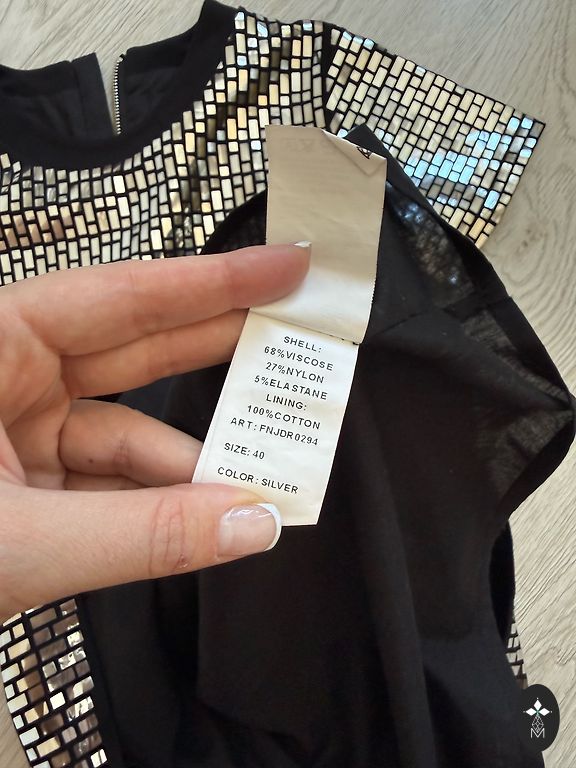 SHELL:
68%VISCOSE
27%NYLON
5%ELASTANE
LINING:
100%COTTON
ART: FNJDR0294
SIZE: 40
COLOR: SILVER